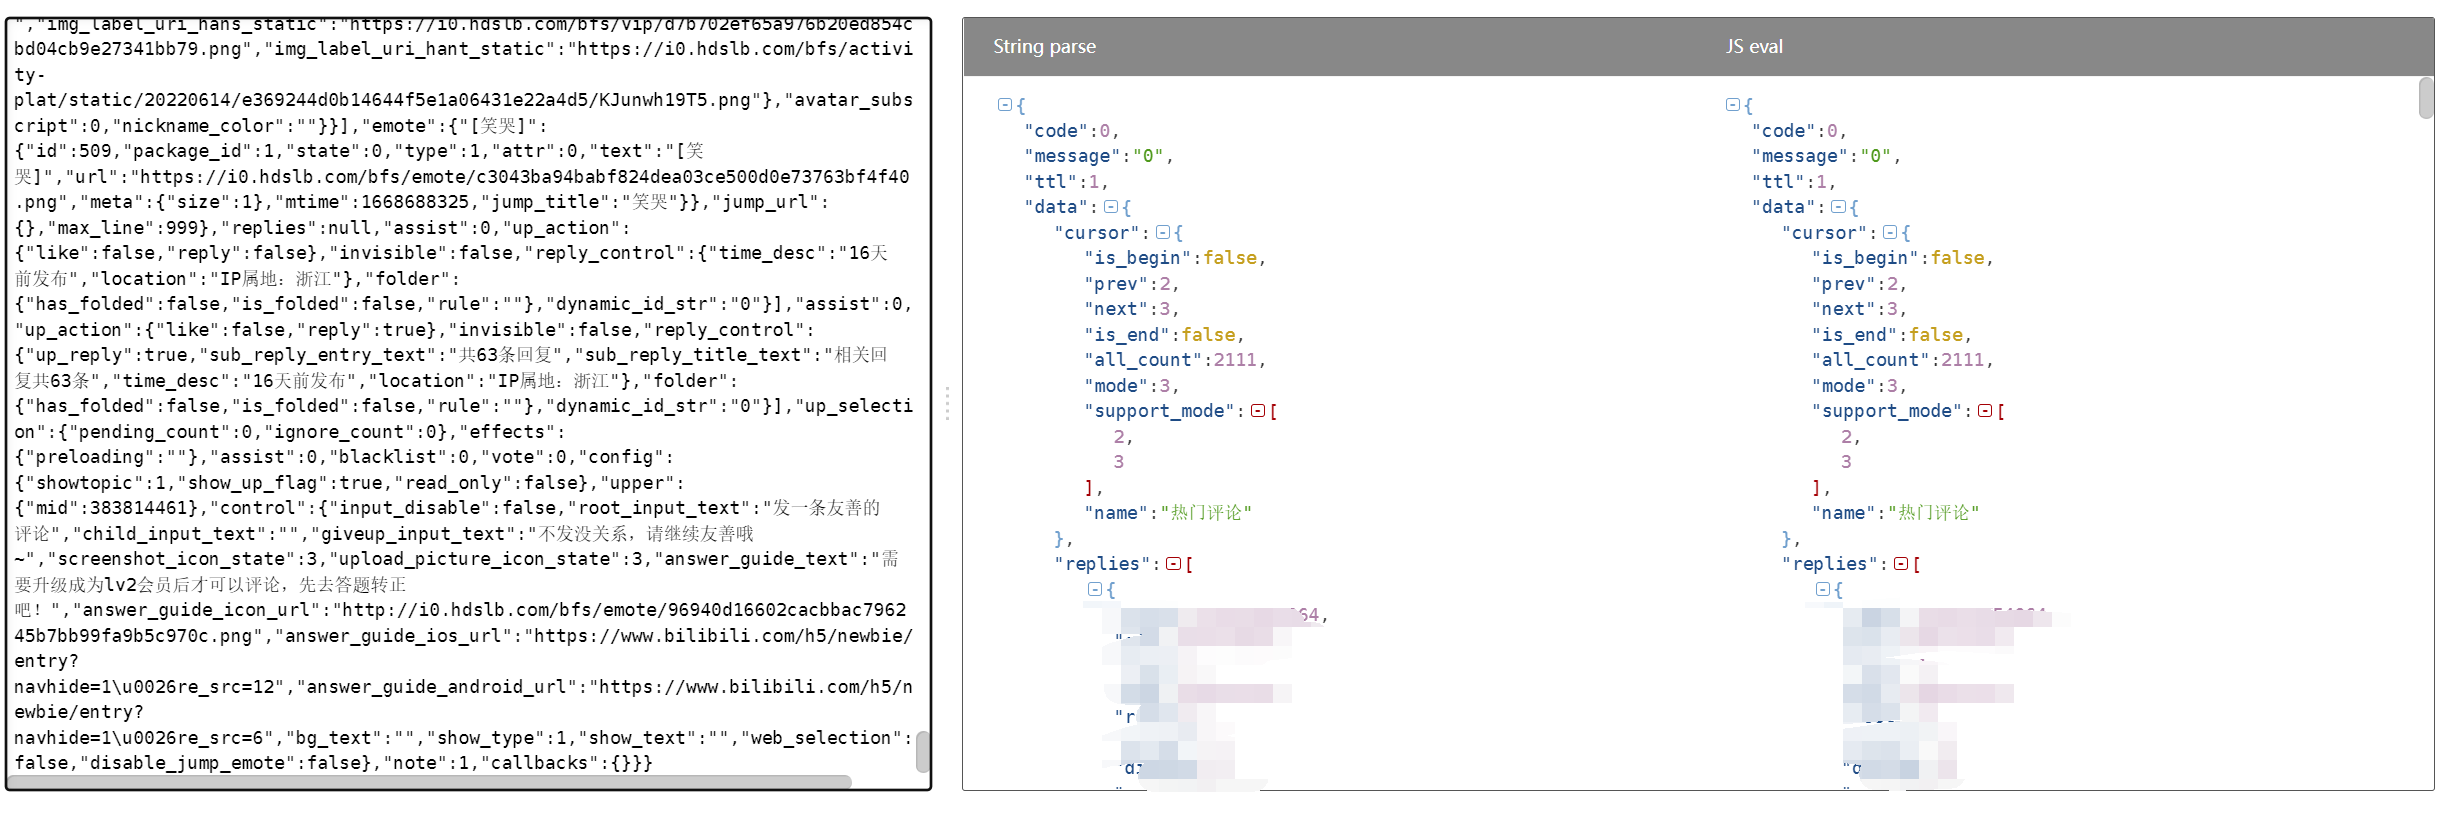 ","img_label_uri_hans_static":"https://i0.hdslb.com/bfs/vip/d7b702ef65a976b20ed854c
bd04cb9e27341bb79.png","img_label_uri_hant_static":"https://i0.hdslb.com/bfs/activi
ty-
plat/static/20220614/e369244d0b14644f5e1a06431e22a4d5/KJunwh19T5.png"},"avatar_subs
cript":0,"nickname_color":""}}],"emote":{"[笑哭]":
{"id":509,"package_id":1,"state":0,"type":1,"attr":0,"text":"[笑
哭]","url":"https://i0.hdslb.com/bfs/emote/c3043ba94babf824dea03ce500d0e73763bf4f40
.png","meta":{"size":1},"mtime":1668688325,"jump_title":"笑哭"}},"jump_url":
{},"max_line":999},"replies":null,"assist":0,"up_action":
{"like":false,"reply":false},"invisible":false,"reply_control":{"time_desc":"16天
前发布","location":"IP属地：浙江"},"folder":
{"has_folded":false,"is_folded":false,"rule":""},"dynamic_id_str":"0"}],"assist":0,
"up_action":{"like":false,"reply":true},"invisible":false,"reply_control":
{"up_reply":true,"sub_reply_entry_text":"共63条回复","sub_reply_title_text":"相关回
复共63条","time_desc":"16天前发布","location":"IP属地：浙江"},"folder":
{"has_folded":false,"is_folded":false,"rule":""},"dynamic_id_str":"0"}],"up_selecti
on":{"pending_count":0,"ignore_count":0},"effects":
{"preloading":""},"assist":0,"blacklist":0,"vote":0,"config":
{"showtopic":1,"show_up_flag":true,"read_only":false},"upper":
{"mid":383814461},"control":{"input_disable":false,"root_input_text":"发一条友善的
评论","child_input_text":"","giveup_input_text":"不发没关系，请继续友善哦
~","screenshot_icon_state":3,"upload_picture_icon_state":3,"answer_guide_text":"需
要升级成为lv2会员后才可以评论，先去答题转正
吧！","answer_guide_icon_url":"http://i0.hdslb.com/bfs/emote/96940d16602cacbbac7962
45b7bb99fa9b5c970c.png","answer_guide_ios_url":"https://www.bilibili.com/h5/newbie/
entry?
navhide=1\u0026re_src=12","answer_guide_android_url":"https://www.bilibili.com/h5/n
ewbie/entry?
navhide=1\u0026re_src=6","bg_text":"","show_type":1,"show_text":"","web_selection":
false,"disable_jump_emote":false},"note":1,"callbacks":{}}}
String parse
{
"code":0,
"message":"0",
"ttl":1,
"data":{
"cursor":{
"is_begin":false,
"prev":2,
"next":3,
"is_end":false,
"all_count":2111,
"mode":3,
"support_mode":[
2,
3
],
"name":"热门评论"
},
"replies":[
{
JS eval
{
"code":0,
"message":"0",
"ttl":1,
"data":{
"cursor":{
"is_begin":false,
"prev":2,
"next":3,
"is_end":false,
"all_count":2111,
"mode":3,
"support_mode":[
2,
3
],
"name":"热门评论"
},
"replies":[
{